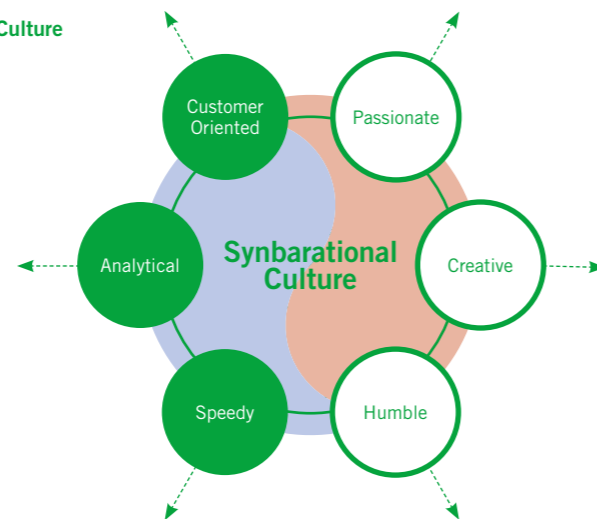 Culture
Customer
Oriented
Passionate
Analytical
Synbarational
Culture
Creative
Speedy
Humble